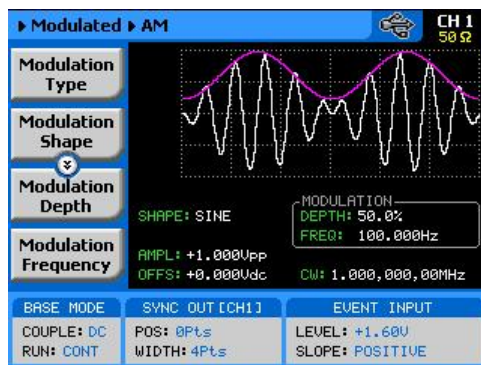 Modulated AM
CH 1
50 Ω
Modulation
Type
Modulation
Shape
Modulation
Depth
Modulation
Frequency
SHAPE: SINE
AMPL: +1.000Vpp
OFFS: +0.000Vdc
MODULATION
DEPTH: 50.0%
FREQ: 100.000Hz
CW: 1.000,000,00MHz
BASE MODE
COUPLE: DC
RUN: CONT
SYNC OUT [CH1]
POS: 0Pts
WIDTH: 4Pts
EVENT INPUT
LEVEL: +1.60V
SLOPE: POSITIVE